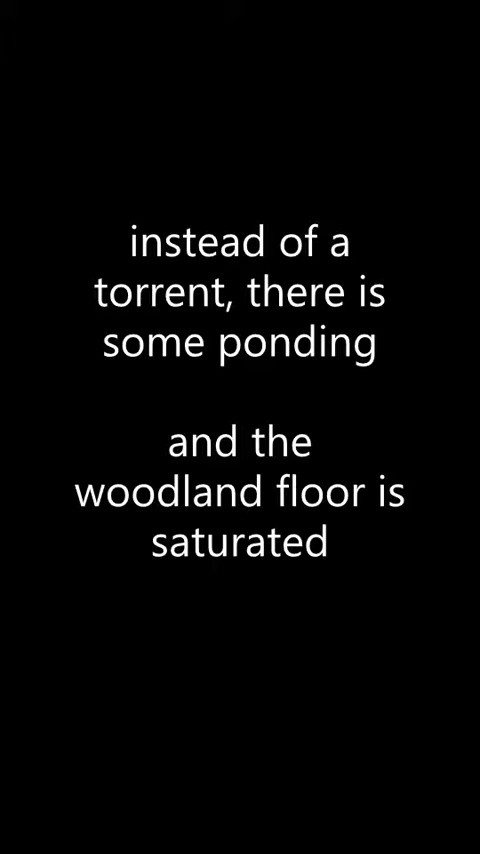 instead of a
torrent, there is
some ponding
and the
woodland floor is
saturated